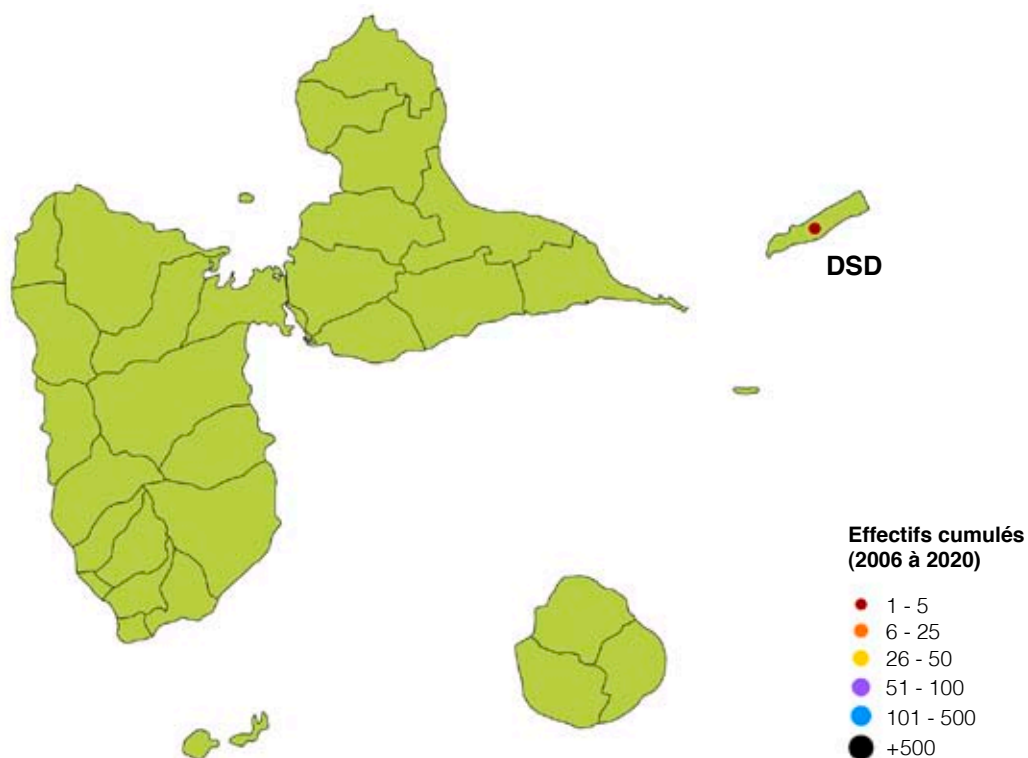 DSD
Effectifs cumulés
(2006 à 2020)
1 - 5
6 - 25
26 - 50
51 - 100
101 - 500
+500